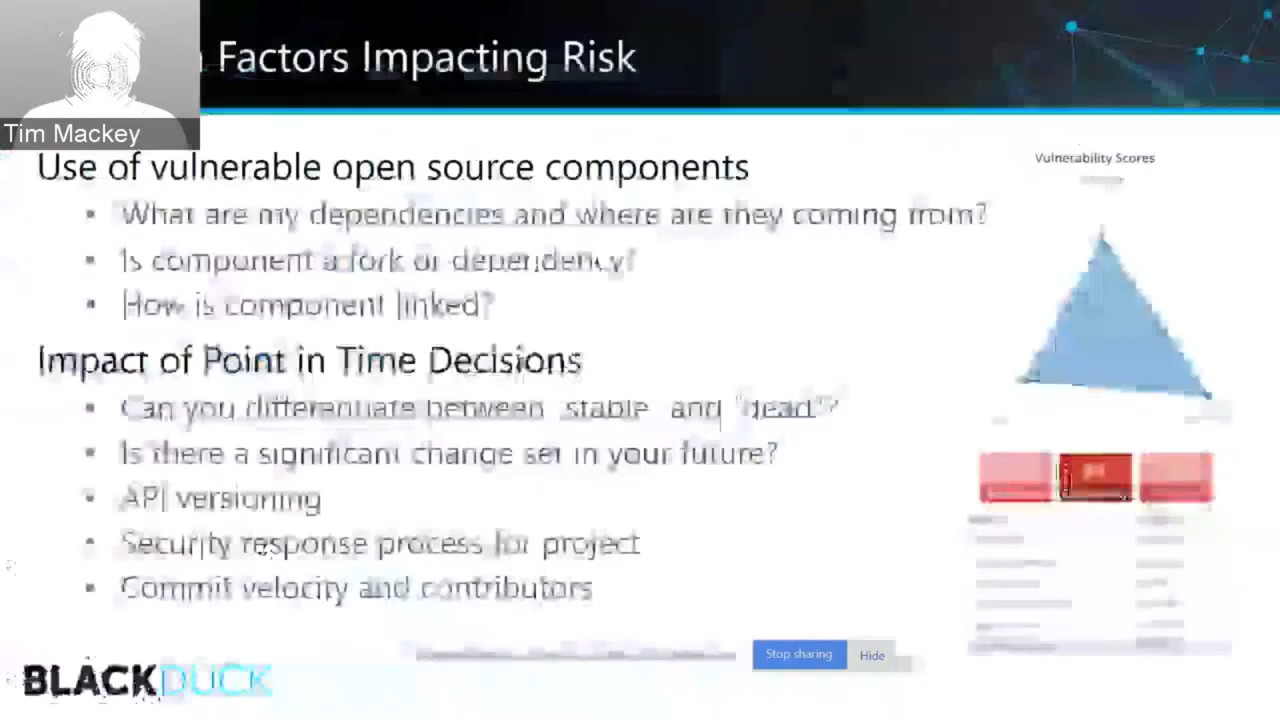 Factors Impacting Risk
Tim Mackey
Use of vulnerable open source components
What are my dependencies and where are they coming from?
Is component a fork or dependency?
How is component linked?
Impact of Point in Time Decisions
Can you differentiate between "stable" and "dead"?
Is there a significant change set in your future?
API versioning
Security response process for project
Commit velocity and contributors
Vulnerability Scores
Stop sharing
Hide
BLACKDUCK